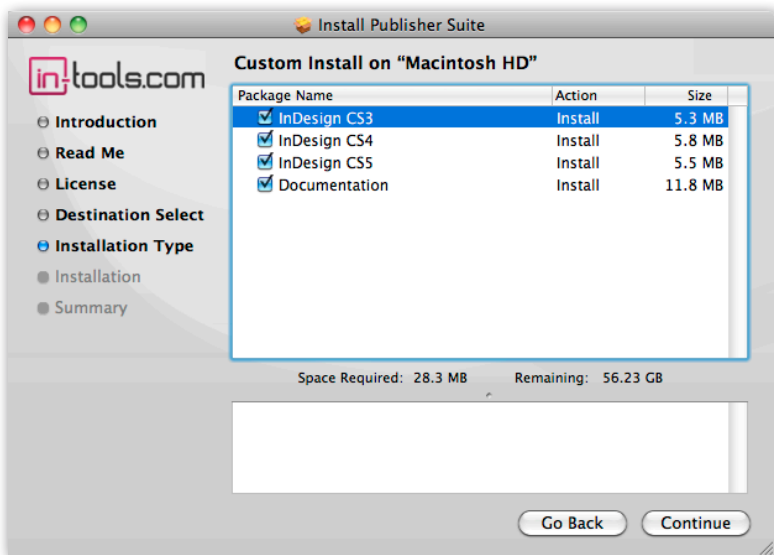 Install Publisher Suite
in-tools.com
Introduction
Read Me
License
Destination Select
Installation Type
Installation
Summary
Custom Install on “Macintosh HD”
Package Name Action Size
InDesign CS3 Install 5.3 MB
InDesign CS4 Install 5.8 MB
InDesign CS5 Install 5.5 MB
Documentation Install 11.8 MB
Space Required: 28.3 MB Remaining: 56.23 GB
Go Back Continue